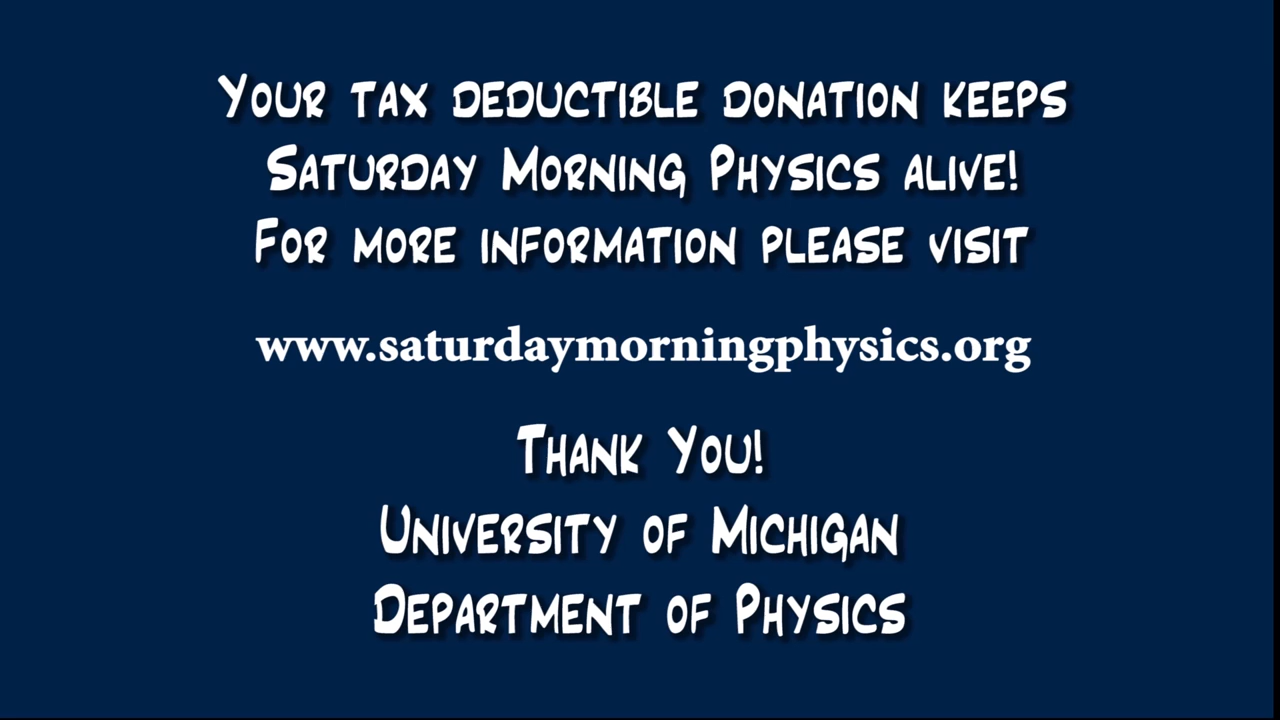 Your tax deductible donation keeps
Saturday Morning Physics alive!
For more information please visit
www.saturdaymorningphysics.org
Thank You!
University of Michigan
Department of Physics